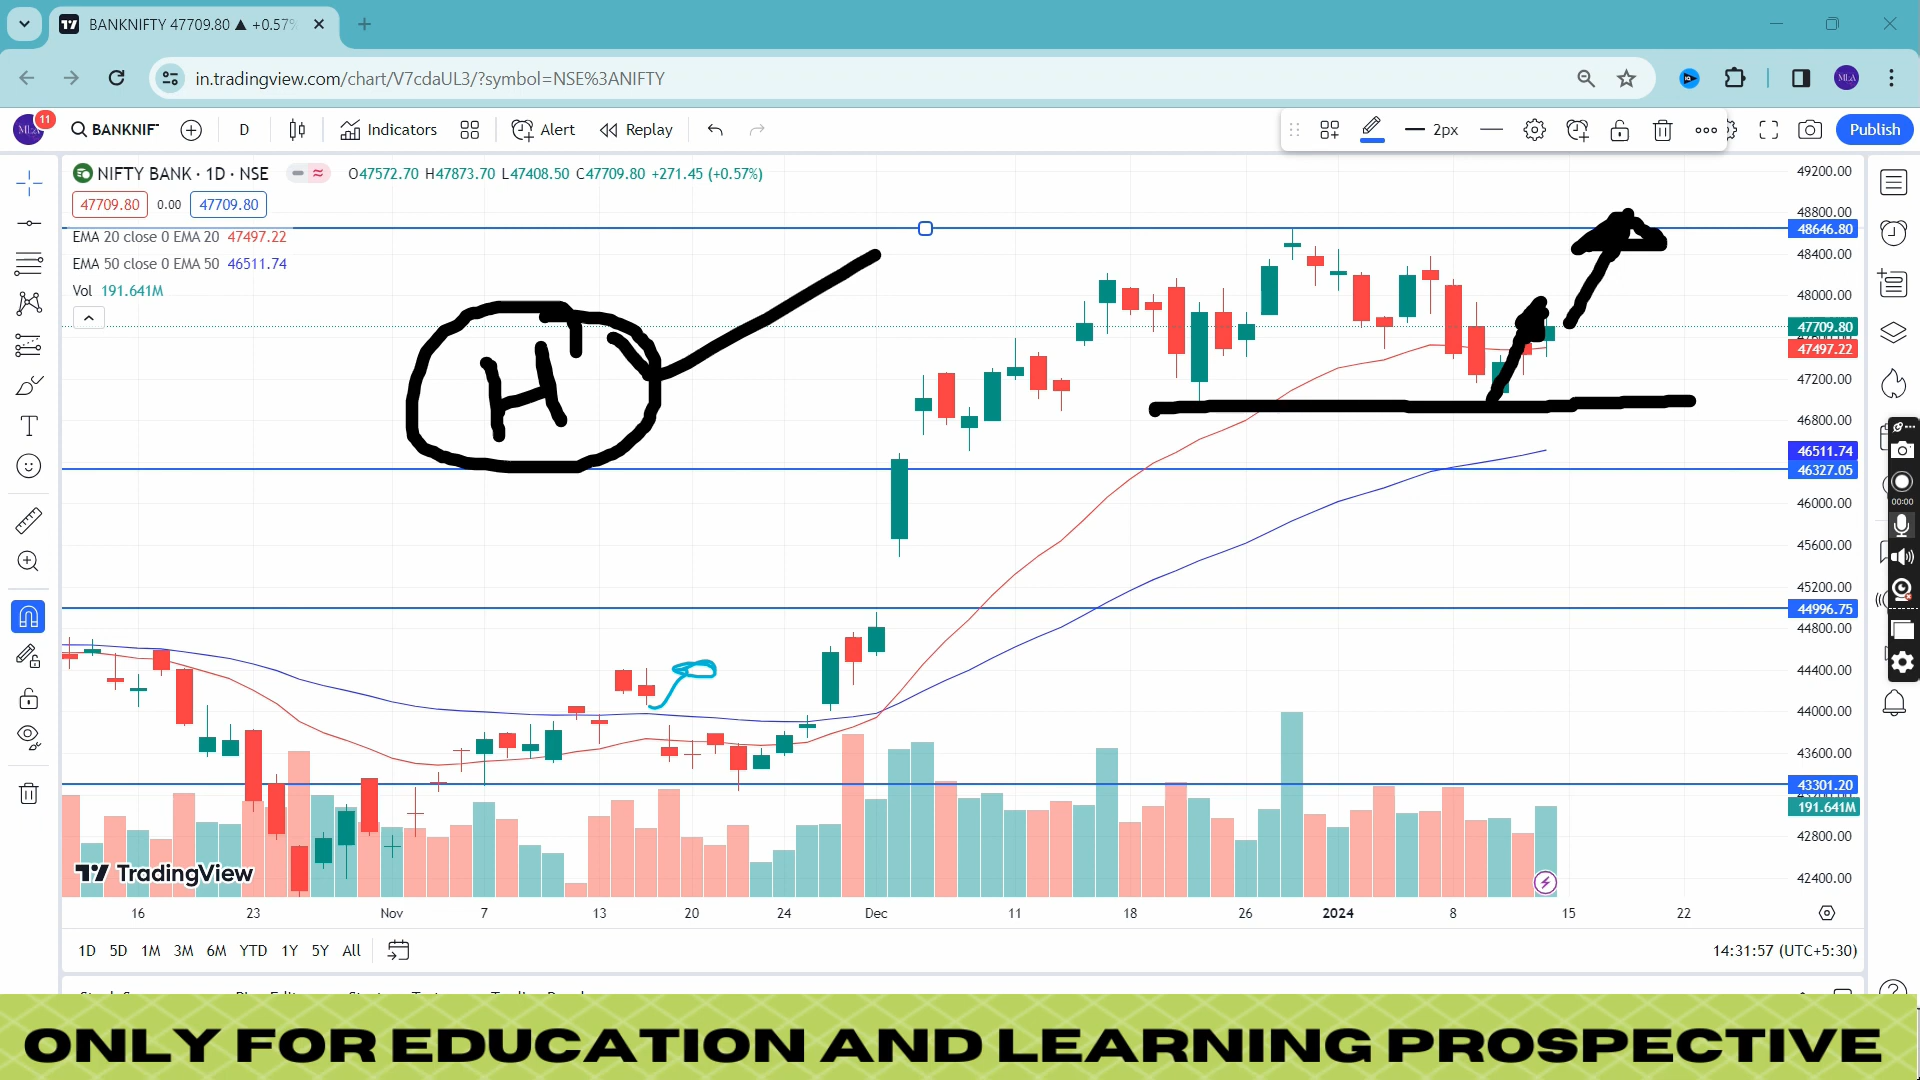 BANKNIFTY 47709.80 ▲ +0.57%
in.tradingview.com/chart/V7cdaUL3/?symbol=NSE%3ANIFTY
MLA
11
BANKNIF
D
Indicators
Alert
Replay
2px
Publish
NIFTY BANK · 1D · NSE
O47572.70 H47873.70 L47408.50 C47709.80 +271.45 (+0.57%)
47709.80 0.00 47709.80
EMA 20 close 0 EMA 20 47497.22
EMA 50 close 0 EMA 50 46511.74
Vol 191.641M
H
49200.00
48800.00
48646.80
48400.00
48000.00
47709.80
47497.22
47200.00
46800.00
46511.74
46327.05
46000.00
45600.00
45200.00
44996.75
44800.00
44400.00
44000.00
43600.00
43301.20
191.641M
42800.00
42400.00
00:00
TradingView
16 23 Nov 7 13 20 24 Dec 11 18 26 2024 8 15 22
1D 5D 1M 3M 6M YTD 1Y 5Y All
14:31:57 (UTC+5:30)
ONLY FOR EDUCATION AND LEARNING PROSPECTIVE